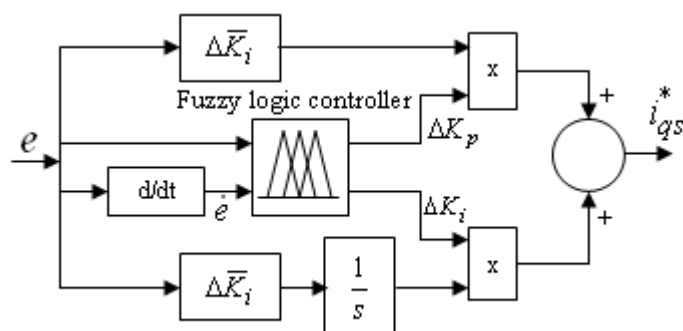 ΔK̅ᵢ
x
Fuzzy logic controller
+
e
ΔKₚ
i*qs
d/dt
ė
ΔKᵢ
+
ΔK̅ᵢ
1/s
x